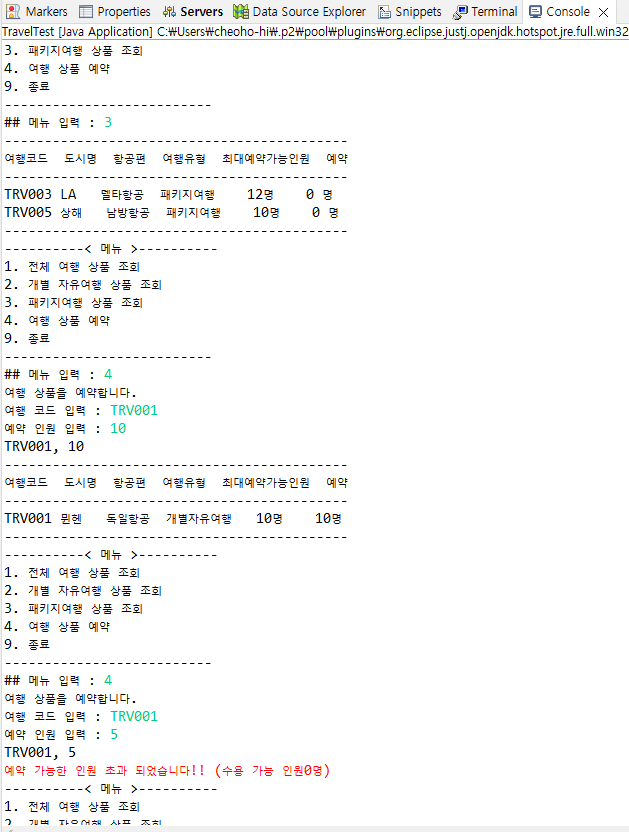 Markers Properties Servers Data Source Explorer Snippets Terminal Console
TravelTest [Java Application] C:₩Users₩cheoho-hi₩.p2₩pool₩plugins₩org.eclipse.justj.openjdk.hotspot.jre.full.win32
3. 패키지여행 상품 조회
4. 여행 상품 예약
9. 종료
--------------------------
## 메뉴 입력 : 3
-------------------------------------------
여행코드 도시명 항공편 여행유형 최대예약가능인원 예약
-------------------------------------------
TRV003 LA 델타항공 패키지여행 12명 0 명
TRV005 상해 남방항공 패키지여행 10명 0 명
-------------------------------------------
----------< 메뉴 >----------
1. 전체 여행 상품 조회
2. 개별 자유여행 상품 조회
3. 패키지여행 상품 조회
4. 여행 상품 예약
9. 종료
--------------------------
## 메뉴 입력 : 4
여행 상품을 예약합니다.
여행 코드 입력 : TRV001
예약 인원 입력 : 10
TRV001, 10
-------------------------------------------
여행코드 도시명 항공편 여행유형 최대예약가능인원 예약
-------------------------------------------
TRV001 뮌헨 독일항공 개별자유여행 10명 10명
-------------------------------------------
----------< 메뉴 >----------
1. 전체 여행 상품 조회
2. 개별 자유여행 상품 조회
3. 패키지여행 상품 조회
4. 여행 상품 예약
9. 종료
--------------------------
## 메뉴 입력 : 4
여행 상품을 예약합니다.
여행 코드 입력 : TRV001
예약 인원 입력 : 5
TRV001, 5
예약 가능한 인원 초과 되었습니다!! (수용 가능 인원0명)
----------< 메뉴 >----------
1. 전체 여행 상품 조회
2. 개별 자유여행 상품 조회